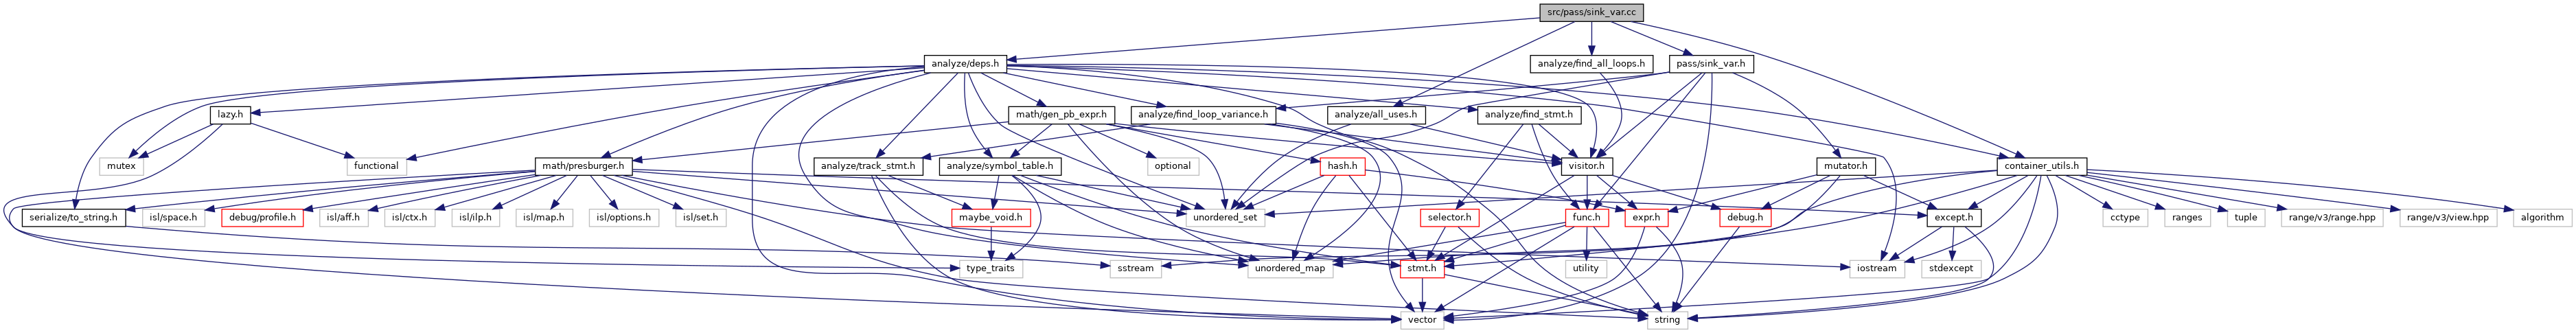 src/pass/sink_var.cc
analyze/deps.h
analyze/find_all_loops.h
pass/sink_var.h
lazy.h
math/gen_pb_expr.h
analyze/find_loop_variance.h
analyze/all_uses.h
analyze/find_stmt.h
mutex
functional
math/presburger.h
analyze/track_stmt.h
analyze/symbol_table.h
optional
hash.h
visitor.h
mutator.h
container_utils.h
serialize/to_string.h
isl/space.h
debug/profile.h
isl/aff.h
isl/ctx.h
isl/ilp.h
isl/map.h
isl/options.h
isl/set.h
maybe_void.h
unordered_set
selector.h
func.h
expr.h
debug.h
except.h
cctype
ranges
tuple
range/v3/range.hpp
range/v3/view.hpp
algorithm
type_traits
sstream
unordered_map
stmt.h
utility
iostream
stdexcept
vector
string